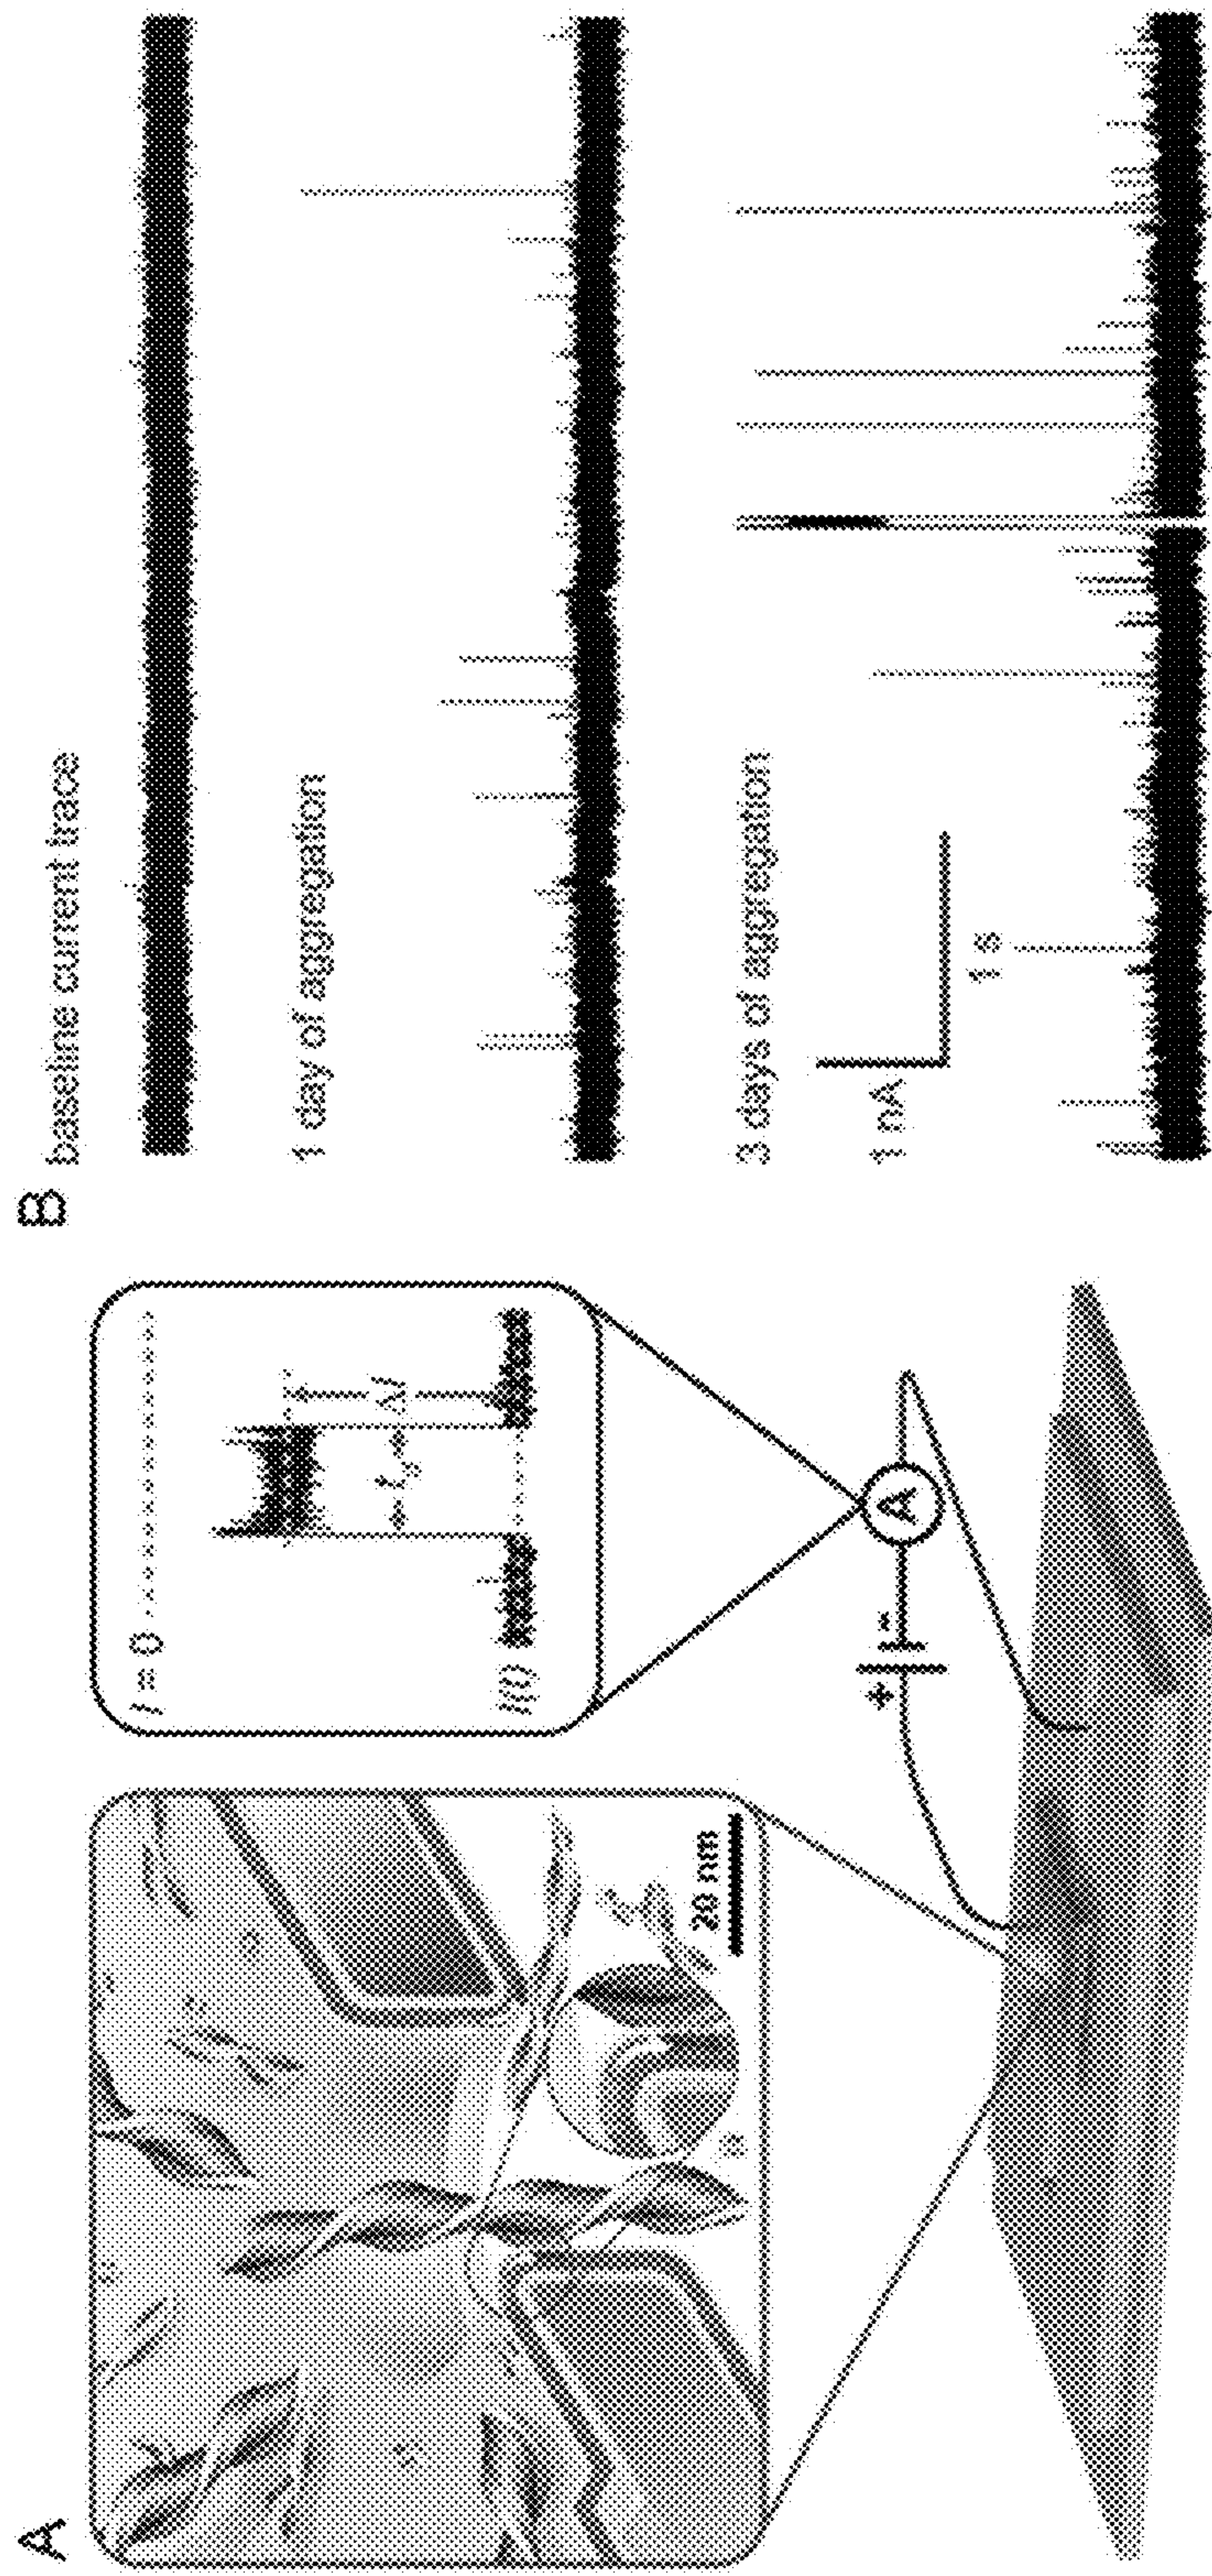 A
I = 0
I(t)
ΔI
t_d
20 nm
+
-
A
B
baseline current trace
1 day of aggregation
3 days of aggregation
1 nA
1 s